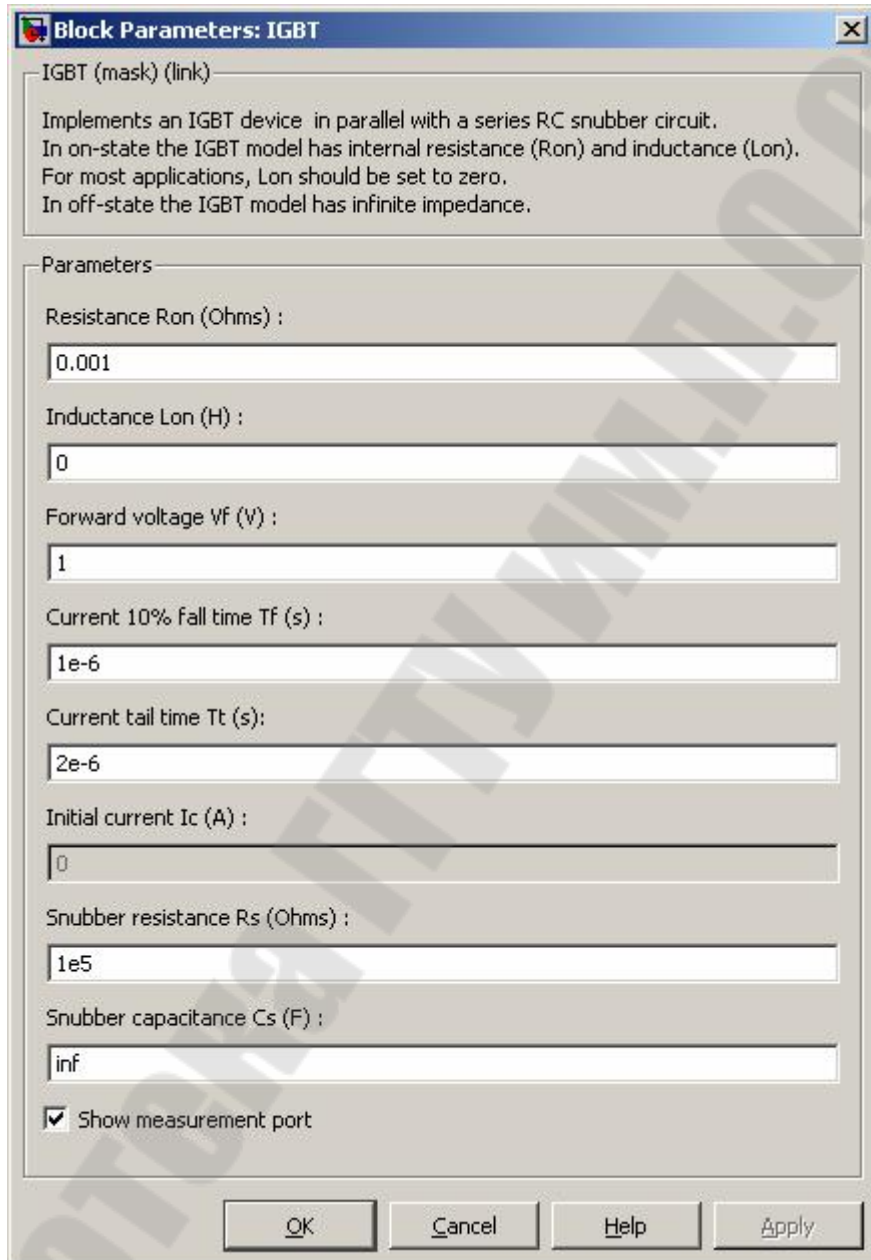 Block Parameters: IGBT
IGBT (mask) (link)
Implements an IGBT device in parallel with a series RC snubber circuit.
In on-state the IGBT model has internal resistance (Ron) and inductance (Lon).
For most applications, Lon should be set to zero.
In off-state the IGBT model has infinite impedance.
Parameters
Resistance Ron (Ohms) :
0.001
Inductance Lon (H) :
0
Forward voltage Vf (V) :
1
Current 10% fall time Tf (s) :
1e-6
Current tail time Tt (s):
2e-6
Initial current Ic (A) :
0
Snubber resistance Rs (Ohms) :
1e5
Snubber capacitance Cs (F) :
inf
Show measurement port
OK Cancel Help Apply
ГГТУ ИМ.П.О.